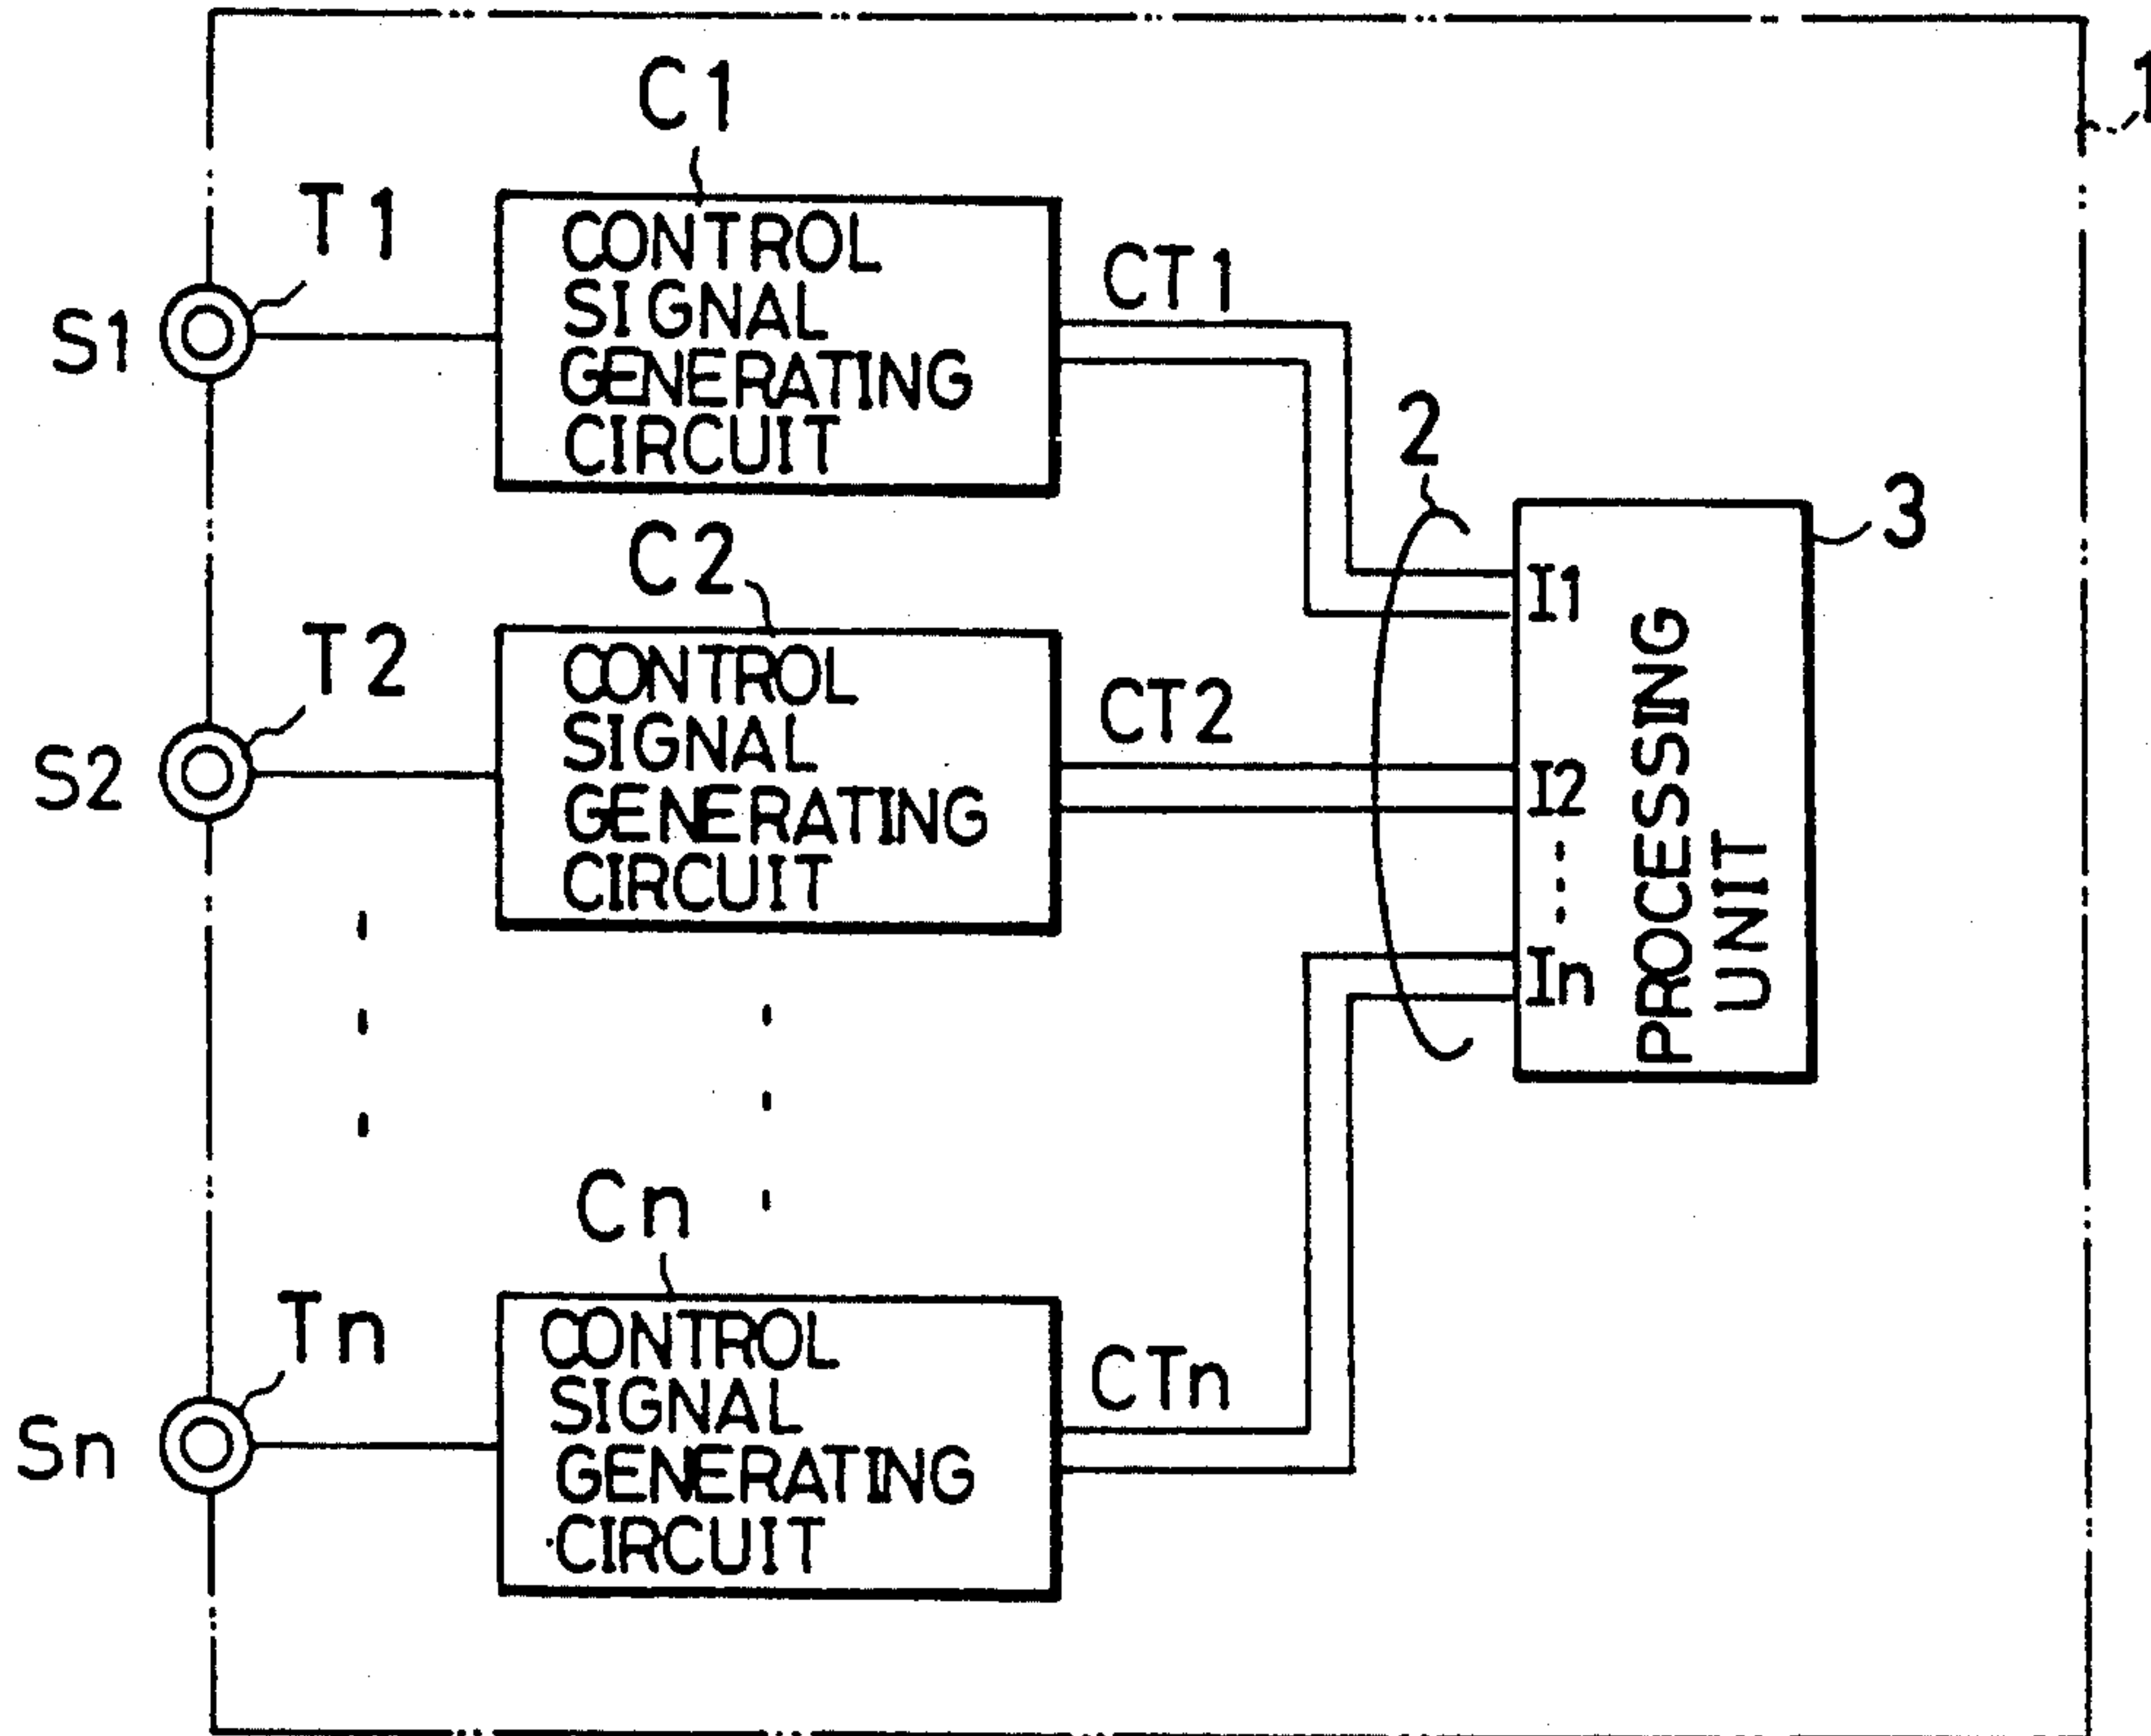 1
C1
T1
S1
CONTROL
SIGNAL
GENERATING
CIRCUIT
CT1
2
3
C2
T2
S2
CONTROL
SIGNAL
GENERATING
CIRCUIT
CT2
I1
I2
In
PROCESSING
UNIT
Cn
Tn
Sn
CONTROL
SIGNAL
GENERATING
CIRCUIT
CTn